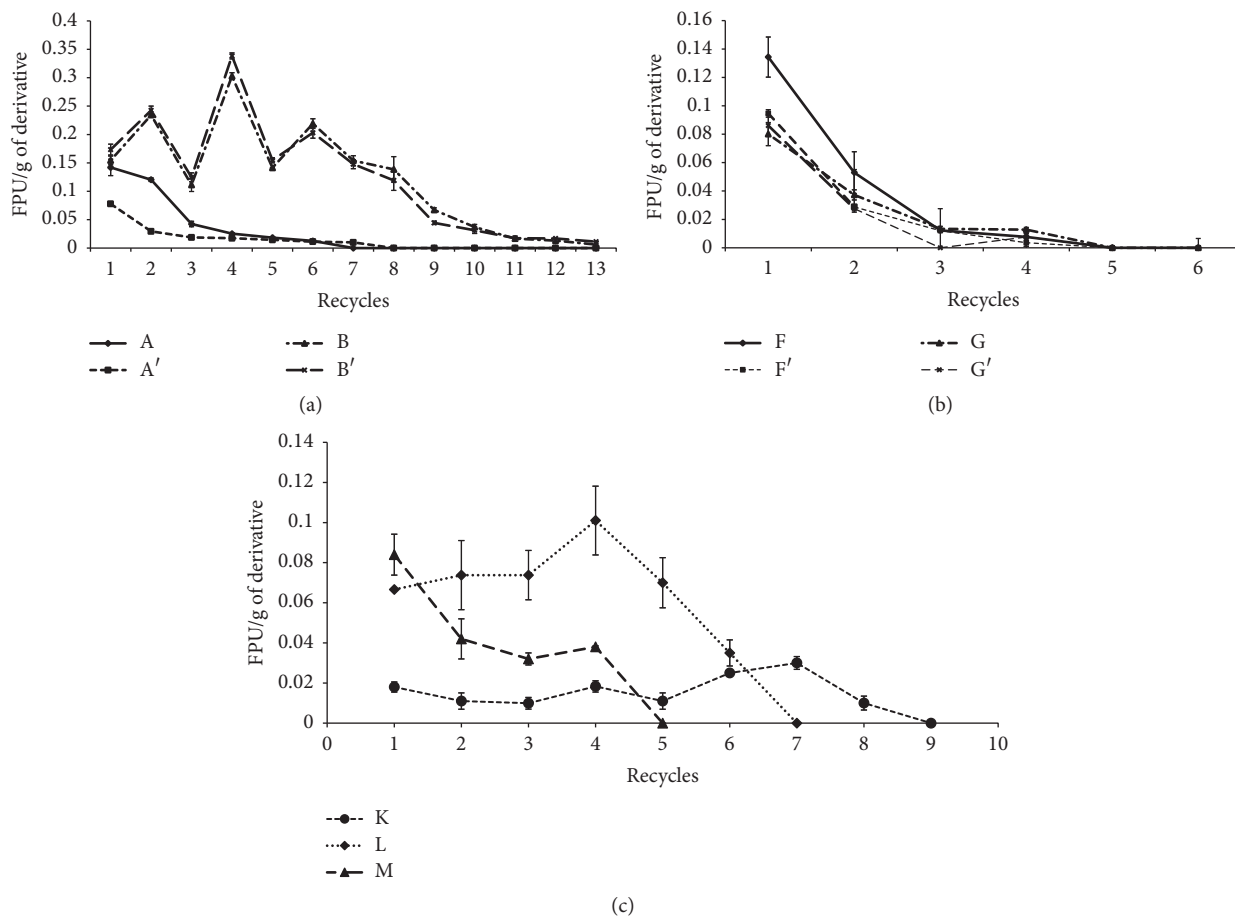 0.4
0.35
0.3
0.25
0.2
0.15
0.1
0.05
0
FPU/g of derivative
1 2 3 4 5 6 7 8 9 10 11 12 13
Recycles
A B
A′ B′
(a)
0.16
0.14
0.12
0.1
0.08
0.06
0.04
0.02
0
FPU/g of derivative
1 2 3 4 5 6
Recycles
F G
F′ G′
(b)
0.14
0.12
0.1
0.08
0.06
0.04
0.02
0
FPU/g of derivative
0 1 2 3 4 5 6 7 8 9 10
Recycles
K
L
M
(c)